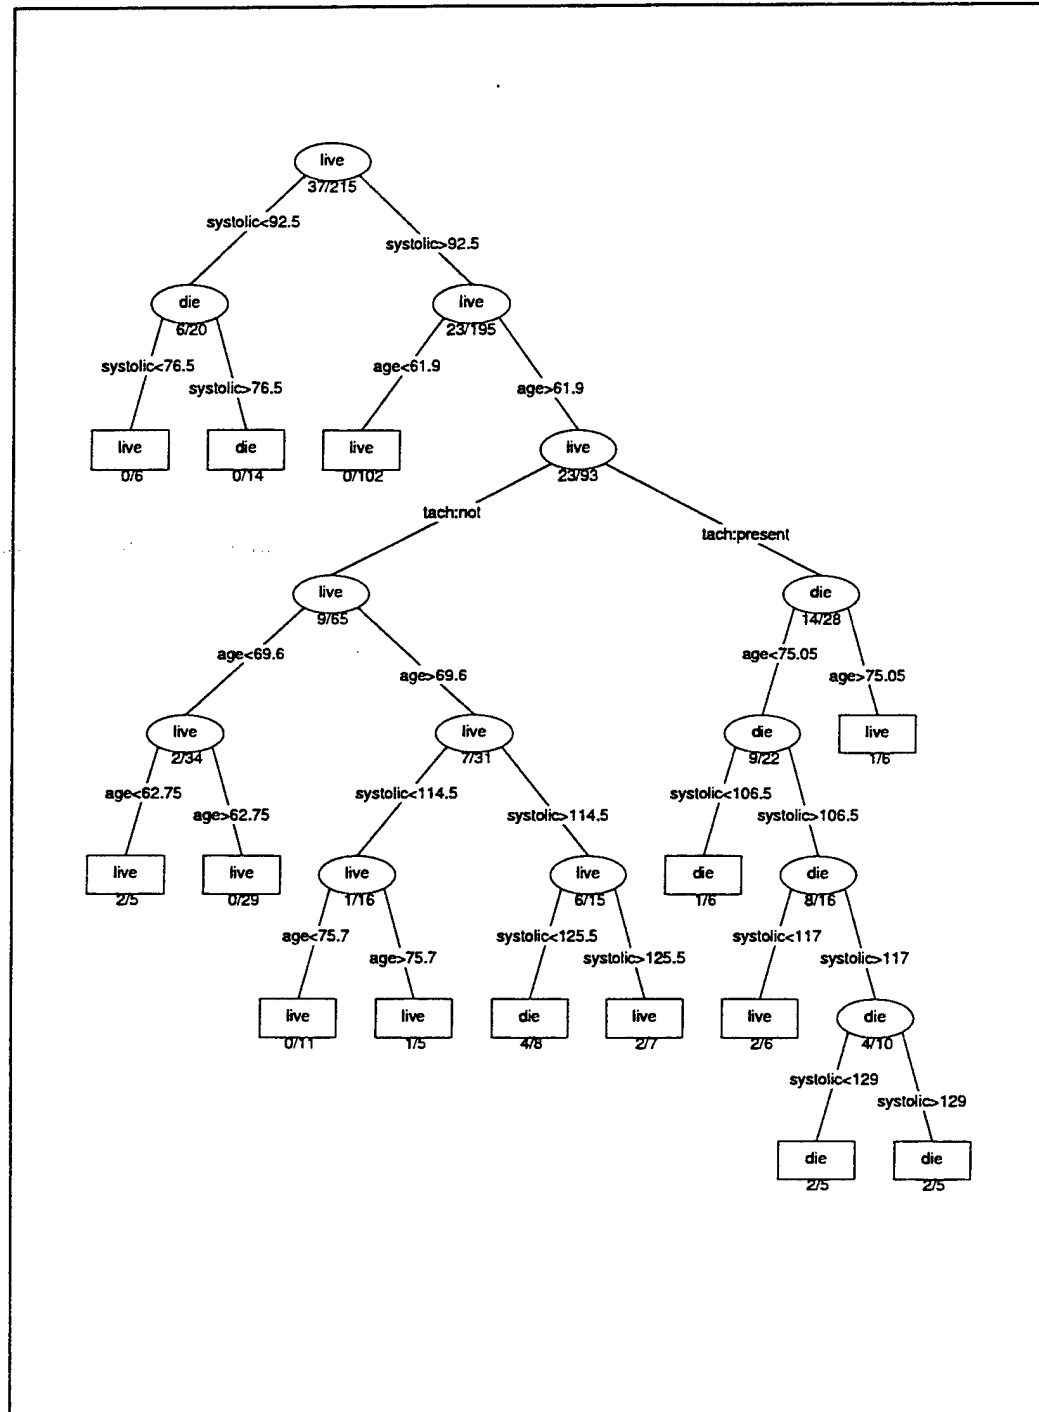 live
37/215
systolic<92.5
systolic>92.5
die
6/20
live
23/195
systolic<76.5
systolic>76.5
age<61.9
age>61.9
live
0/6
die
0/14
live
0/102
live
23/93
tach:not
tach:present
live
9/65
die
14/28
age<69.6
age>69.6
age<75.05
age>75.05
live
2/34
live
7/31
die
9/22
live
1/6
age<62.75
age>62.75
systolic<114.5
systolic>114.5
systolic<106.5
systolic>106.5
live
2/5
live
0/29
live
1/16
live
6/15
die
1/6
die
8/16
age<75.7
age>75.7
systolic<125.5
systolic>125.5
systolic<117
systolic>117
live
0/11
live
1/5
die
4/8
live
2/7
live
2/6
die
4/10
systolic<129
systolic>129
die
2/5
die
2/5